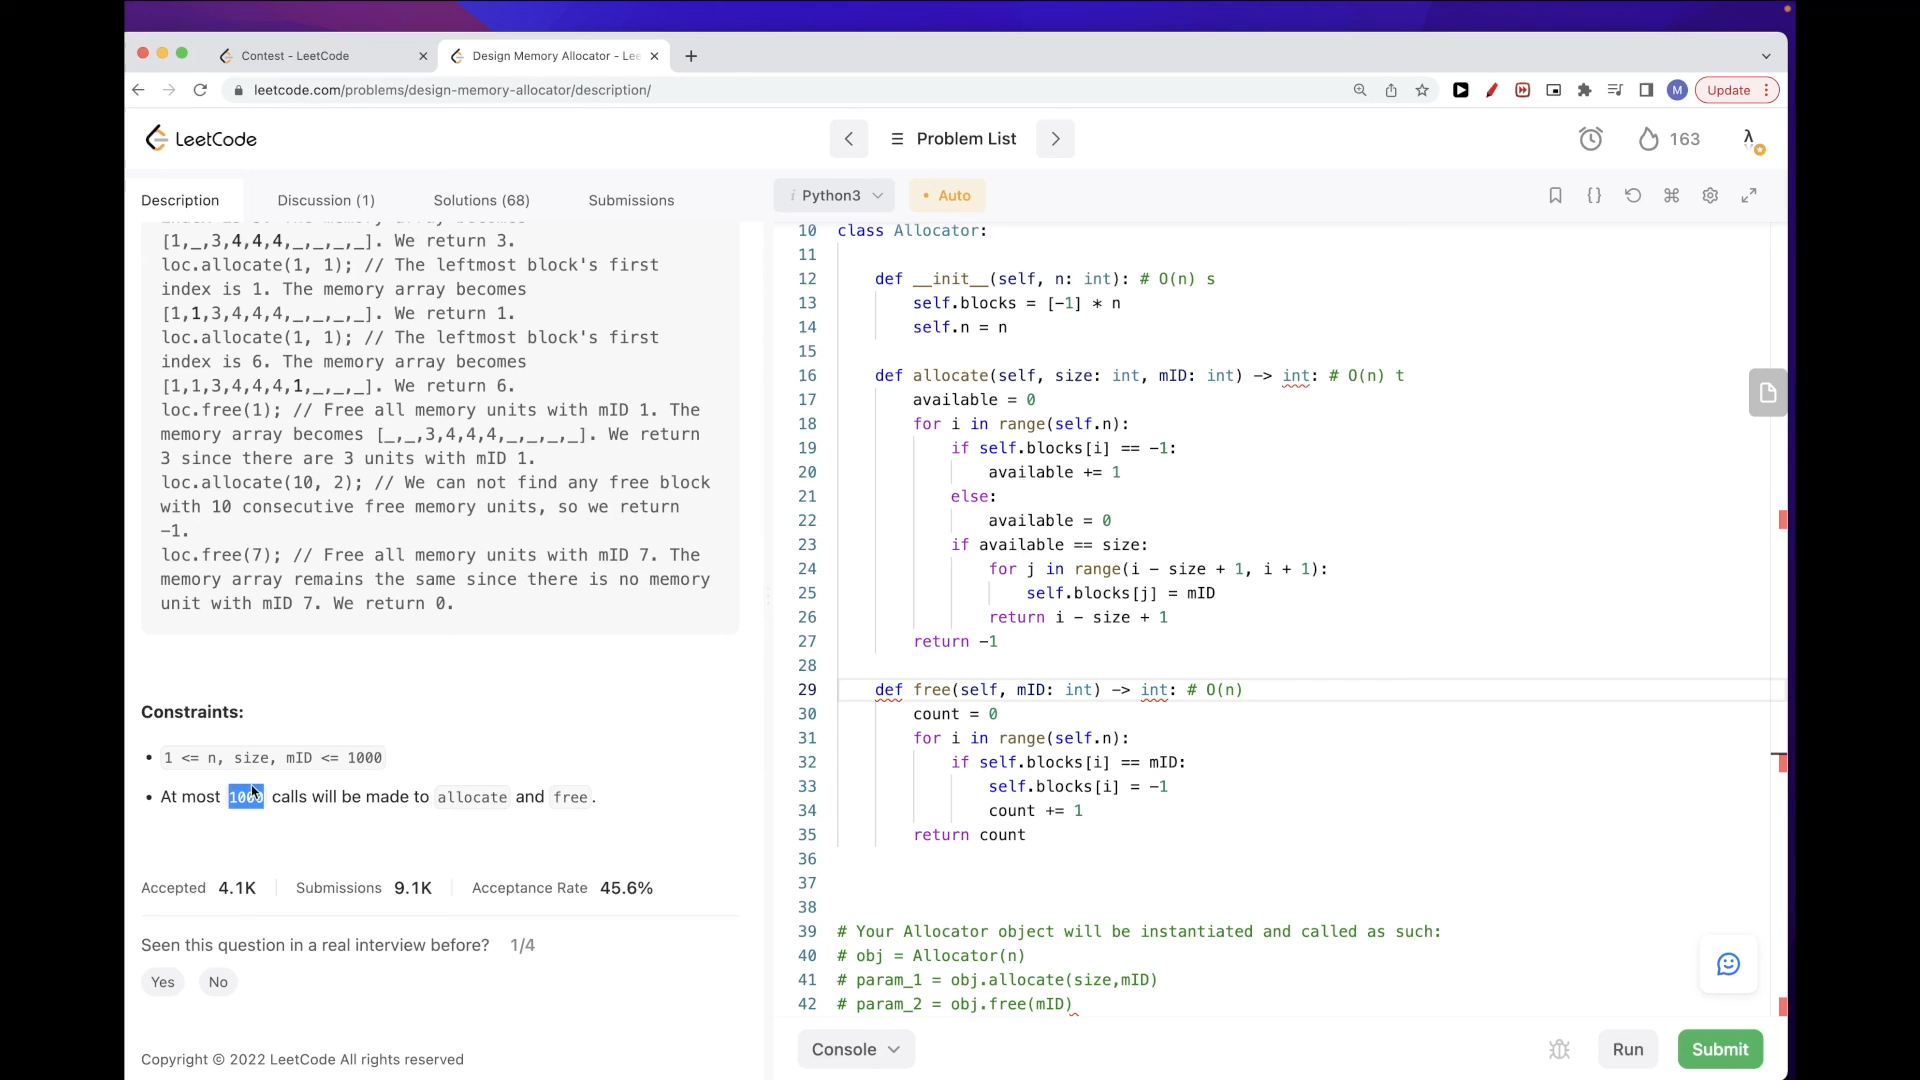 Contest - LeetCode
Design Memory Allocator - Lee
leetcode.com/problems/design-memory-allocator/description/
M
Update
LeetCode
Problem List
163
Description
Discussion (1)
Solutions (68)
Submissions
[1,_,3,4,4,4,_,_,_,_]. We return 3.
loc.allocate(1, 1); // The leftmost block's first
index is 1. The memory array becomes
[1,1,3,4,4,4,_,_,_,_]. We return 1.
loc.allocate(1, 1); // The leftmost block's first
index is 6. The memory array becomes
[1,1,3,4,4,4,1,_,_,_]. We return 6.
loc.free(1); // Free all memory units with mID 1. The
memory array becomes [_,_,3,4,4,4,_,_,_,_]. We return
3 since there are 3 units with mID 1.
loc.allocate(10, 2); // We can not find any free block
with 10 consecutive free memory units, so we return
-1.
loc.free(7); // Free all memory units with mID 7. The
memory array remains the same since there is no memory
unit with mID 7. We return 0.
Constraints:
• 1 <= n, size, mID <= 1000
• At most 1000 calls will be made to allocate and free.
Accepted 4.1K Submissions 9.1K Acceptance Rate 45.6%
Seen this question in a real interview before? 1/4
Yes No
Copyright © 2022 LeetCode All rights reserved
i Python3
• Auto
10 class Allocator:
11
12 def __init__(self, n: int): # O(n) s
13 self.blocks = [-1] * n
14 self.n = n
15
16 def allocate(self, size: int, mID: int) -> int: # O(n) t
17 available = 0
18 for i in range(self.n):
19 if self.blocks[i] == -1:
20 available += 1
21 else:
22 available = 0
23 if available == size:
24 for j in range(i - size + 1, i + 1):
25 self.blocks[j] = mID
26 return i - size + 1
27 return -1
28
29 def free(self, mID: int) -> int: # O(n)
30 count = 0
31 for i in range(self.n):
32 if self.blocks[i] == mID:
33 self.blocks[i] = -1
34 count += 1
35 return count
36
37
38
39 # Your Allocator object will be instantiated and called as such:
40 # obj = Allocator(n)
41 # param_1 = obj.allocate(size,mID)
42 # param_2 = obj.free(mID)
Console
Run
Submit